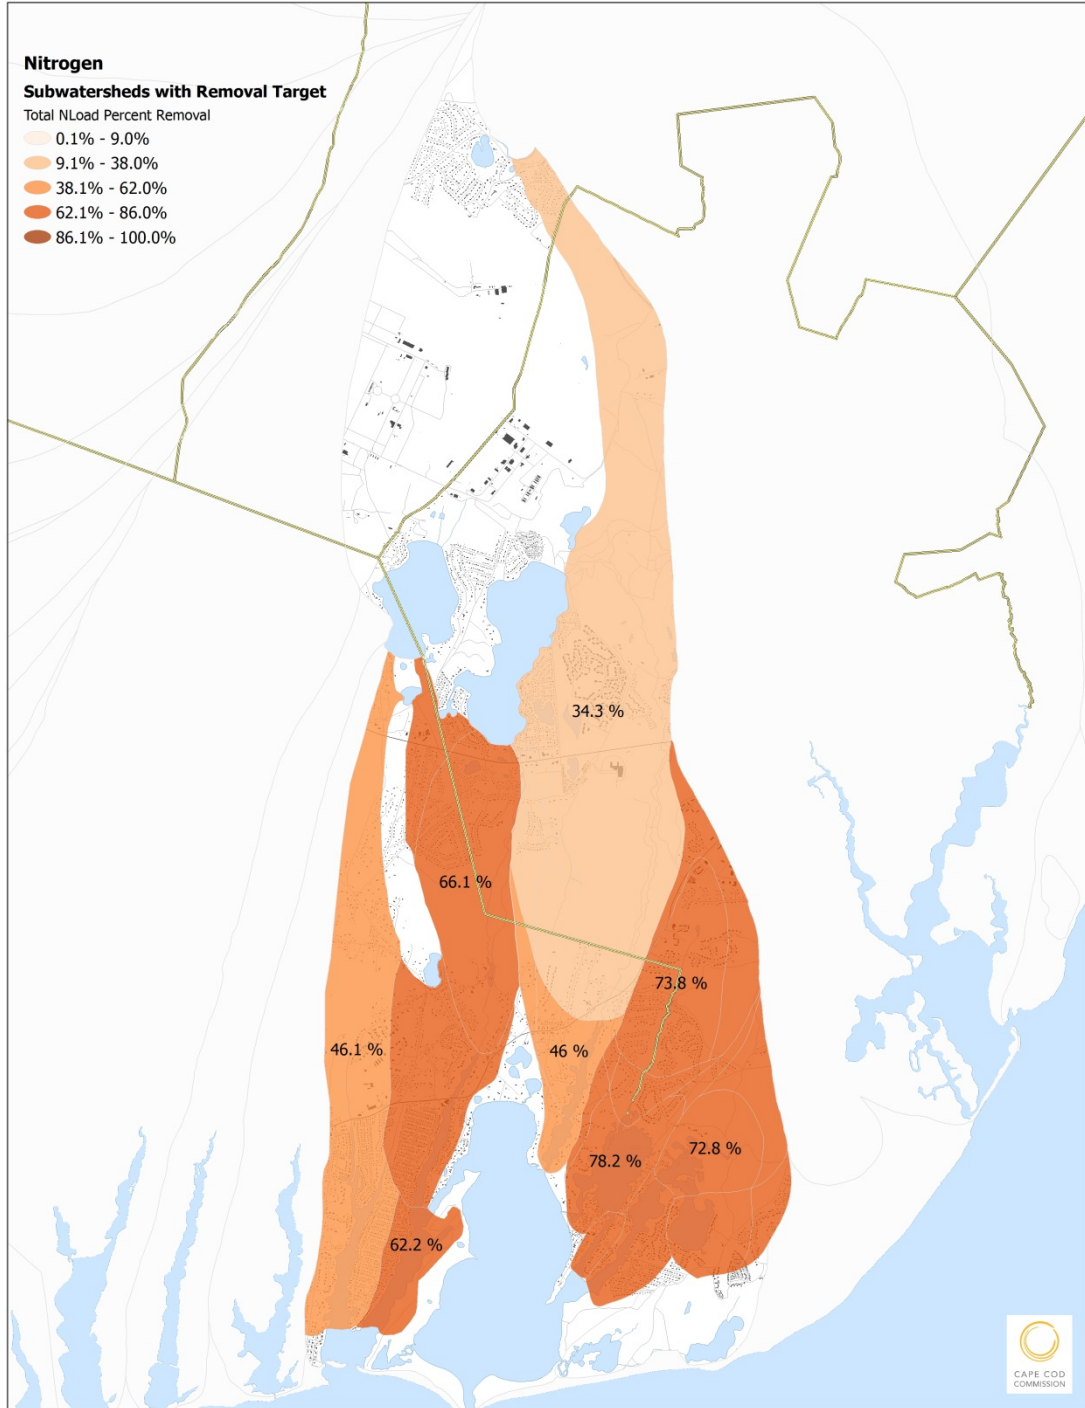 Nitrogen
Subwatersheds with Removal Target
Total NLoad Percent Removal
0.1% - 9.0%
9.1% - 38.0%
38.1% - 62.0%
62.1% - 86.0%
86.1% - 100.0%
34.3 %
66.1 %
73.8 %
46.1 %
46 %
72.8 %
78.2 %
62.2 %
CAPE COD
COMMISSION